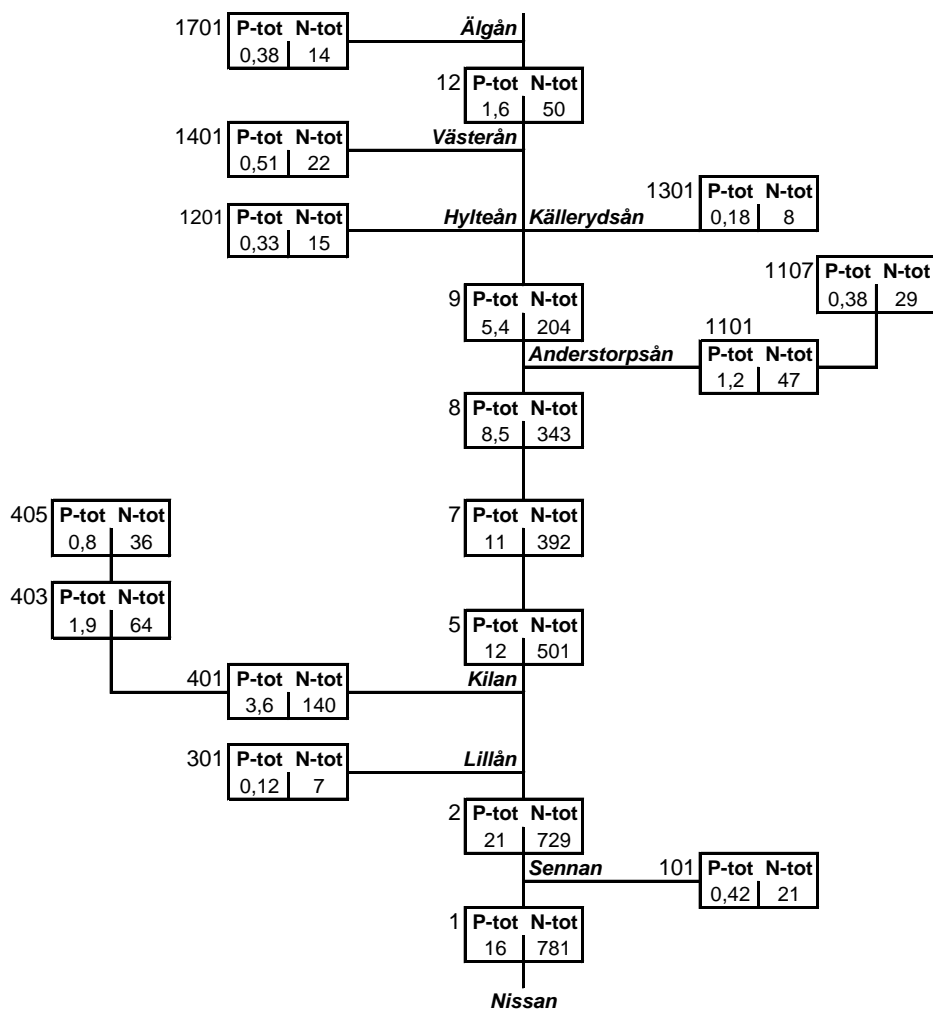 1701 P-tot N-tot Älgån
0,38 14
12 P-tot N-tot
1,6 50
1401 P-tot N-tot Västerån
0,51 22
1301 P-tot N-tot
0,18 8
1201 P-tot N-tot Hylteån Källerydsån
0,33 15
1107 P-tot N-tot
0,38 29
9 P-tot N-tot
5,4 204
1101
Anderstorpsån P-tot N-tot
1,2 47
8 P-tot N-tot
8,5 343
405 P-tot N-tot 7 P-tot N-tot
0,8 36 11 392
403 P-tot N-tot
1,9 64
5 P-tot N-tot
12 501
401 P-tot N-tot Kilan
3,6 140
301 P-tot N-tot Lillån
0,12 7
2 P-tot N-tot
21 729
Sennan 101 P-tot N-tot
0,42 21
1 P-tot N-tot
16 781
Nissan